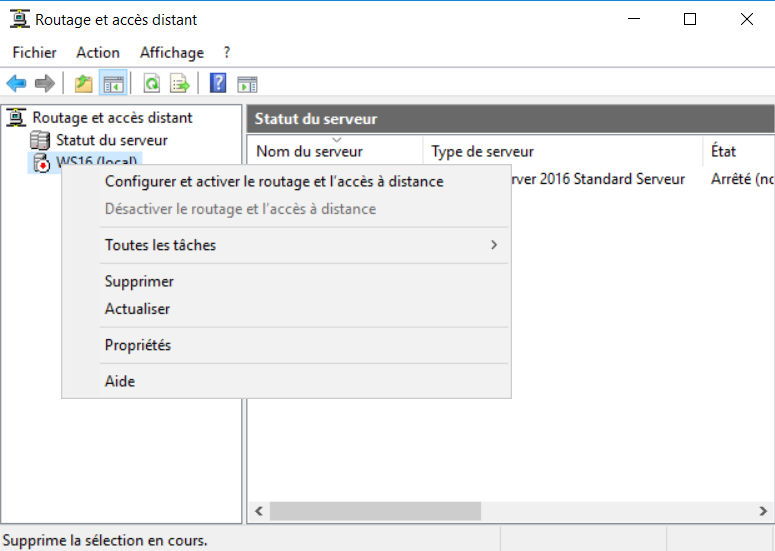 Routage et accès distant
Fichier Action Affichage ?
Routage et accès distant
Statut du serveur
WS16 (local)
Statut du serveur
Nom du serveur Type de serveur État
rver 2016 Standard Serveur Arrêté (no
Configurer et activer le routage et l'accès à distance
Désactiver le routage et l'accès à distance
Toutes les tâches
Supprimer
Actualiser
Propriétés
Aide
Supprime la sélection en cours.